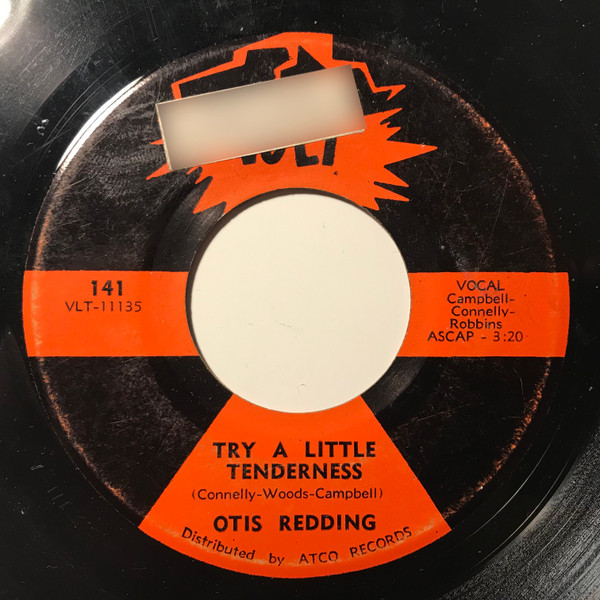 141
VLT-11135
VOCAL
Campbell-
Connelly-
Robbins
ASCAP - 3:20
TRY A LITTLE
TENDERNESS
(Connelly-Woods-Campbell)
OTIS REDDING
Distributed by ATCO RECORDS